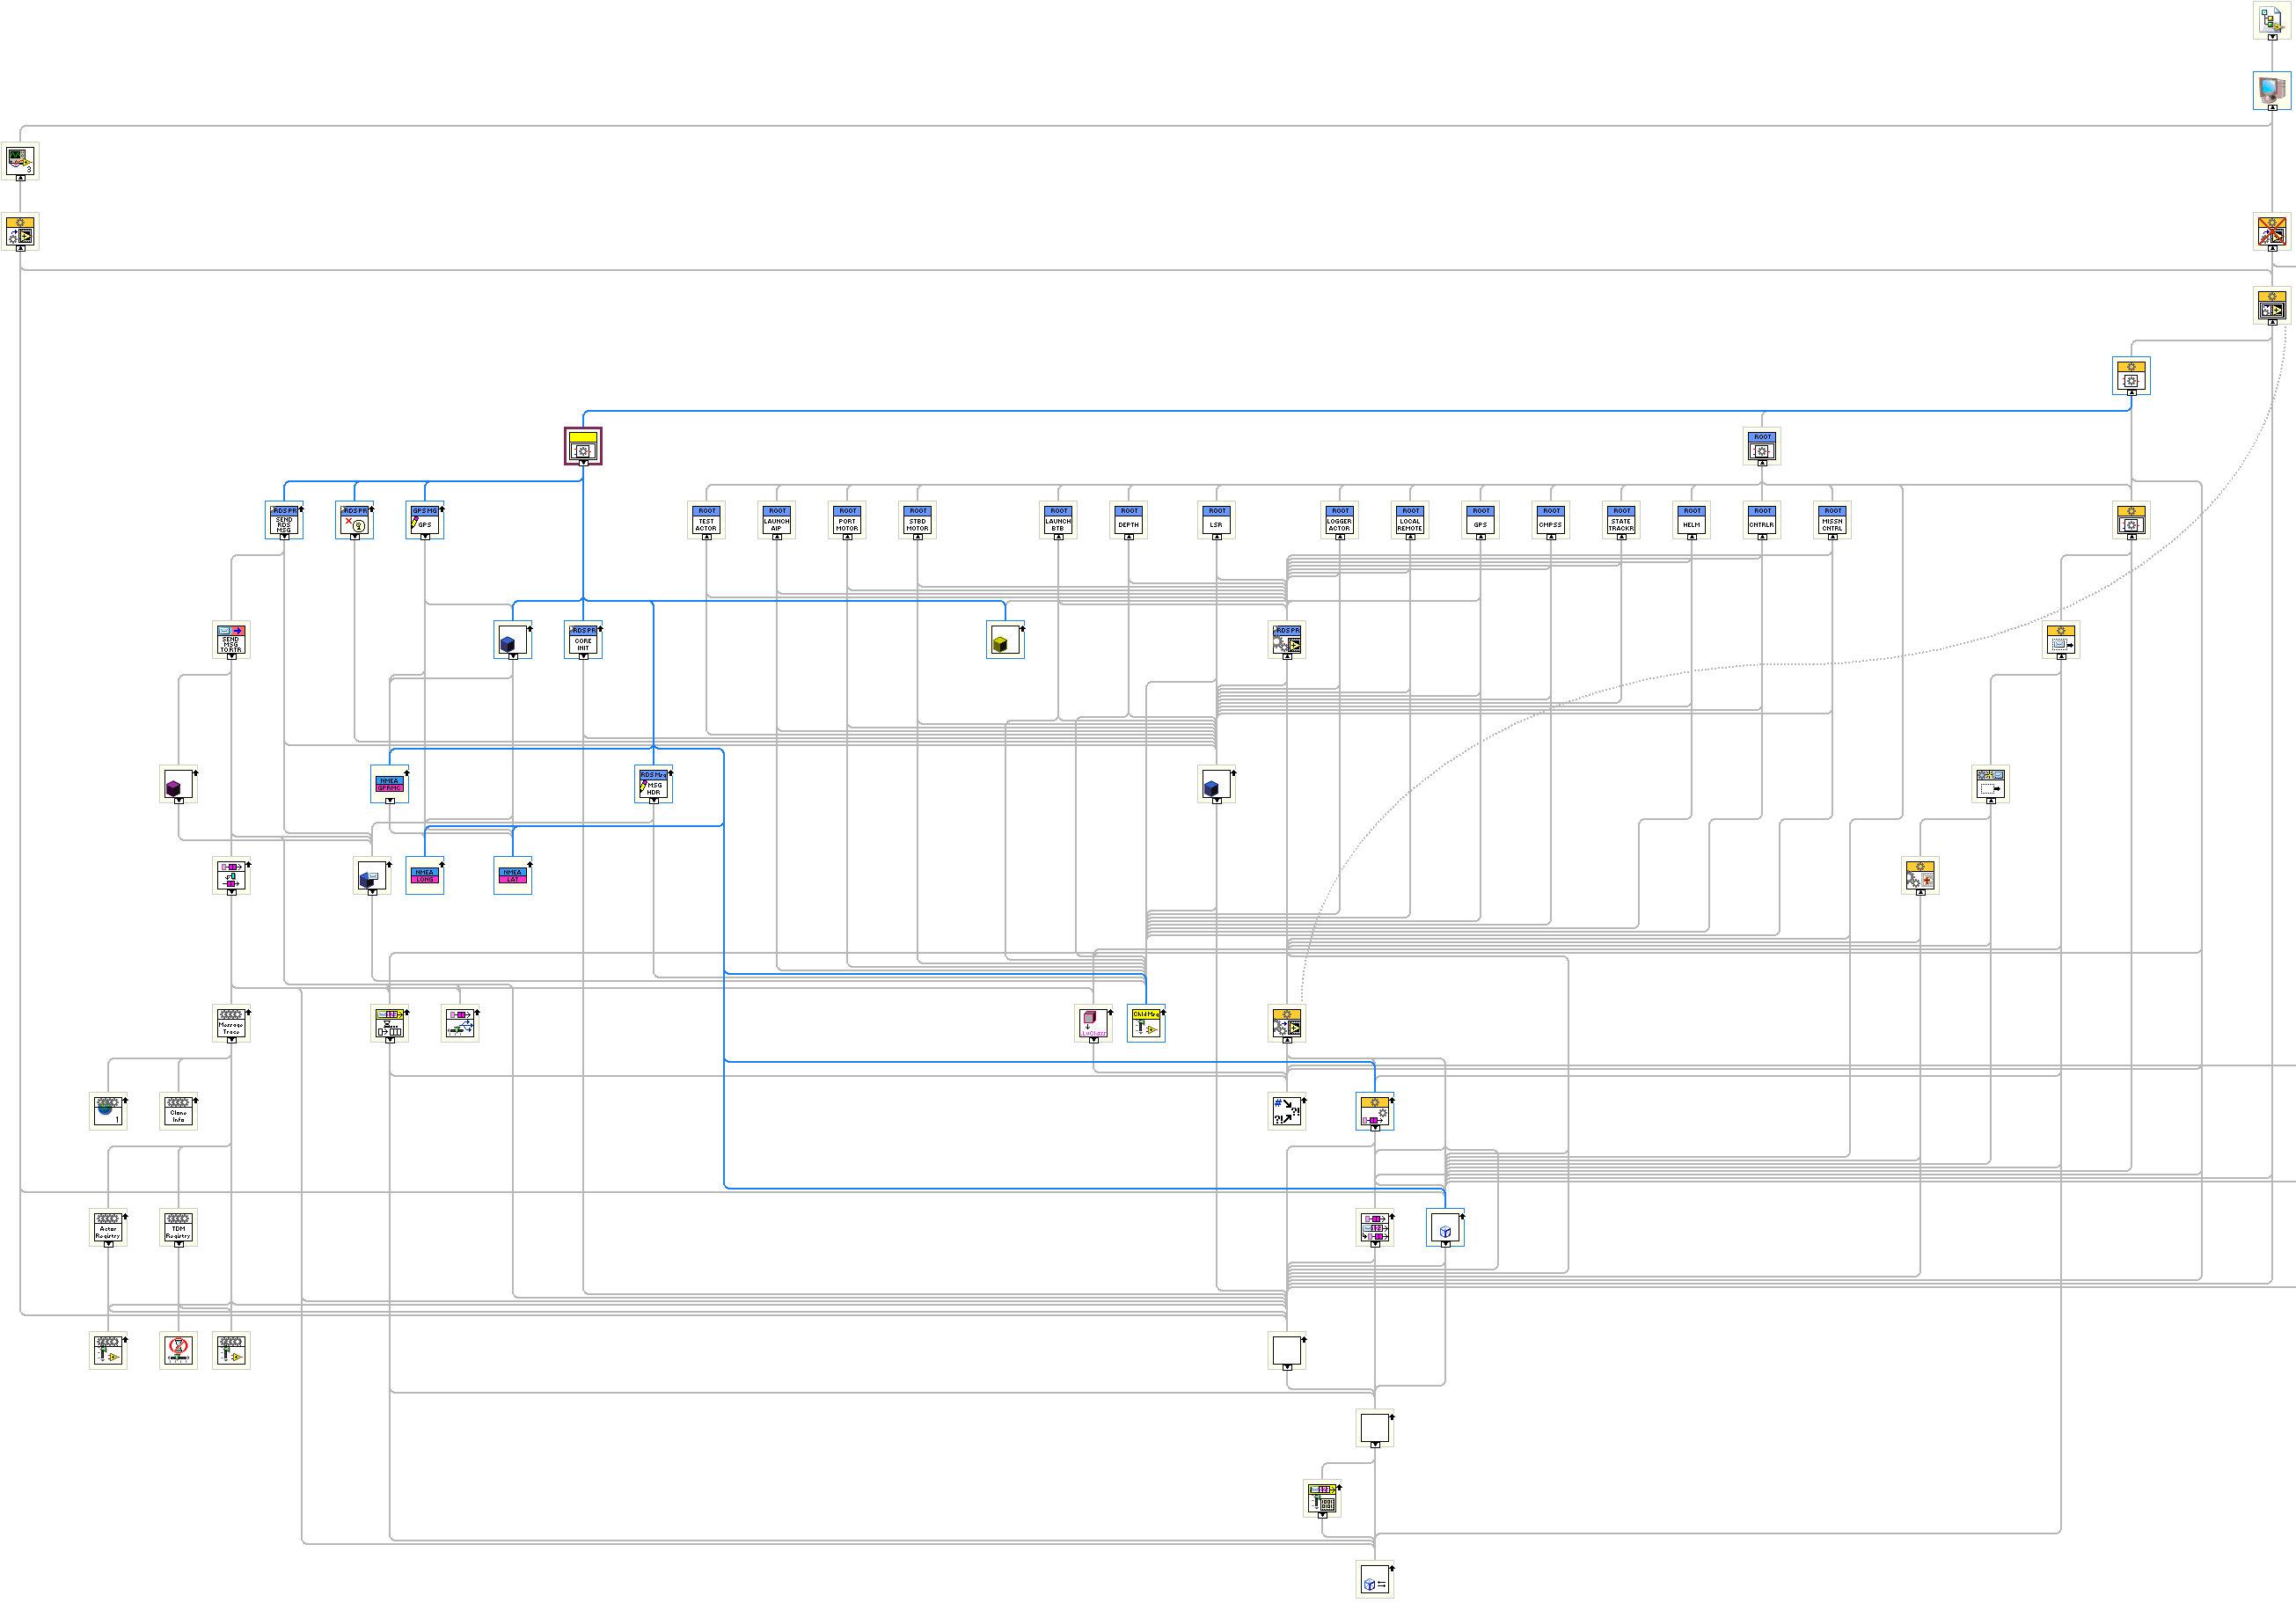 3
ROOT
RDS PR
SEND
RDS
MSG
RDS PR
GPS MG
GPS
ROOT
TEST
ACTOR
ROOT
LAUNCH
AIP
ROOT
PORT
MOTOR
ROOT
STBD
MOTOR
ROOT
LAUNCH
BTB
ROOT
DEPTH
ROOT
LSR
ROOT
LOGGER
ACTOR
ROOT
LOCAL
REMOTE
ROOT
GPS
ROOT
CMPSS
ROOT
STATE
TRACKR
ROOT
HELM
ROOT
CNTRLR
ROOT
MISSN
CNTRL
SEND
MSG
TO RTR
RDS PR
CORE
INIT
RDS PR
NMEA
GPRMC
RDS Msg
MSG
HDR
NMEA
LONG
NMEA
LAT
Message
Trace
LvClass
Child Msg
1
Clone
Info
#
?!
?!
Actor
Registry
TDM
Registry